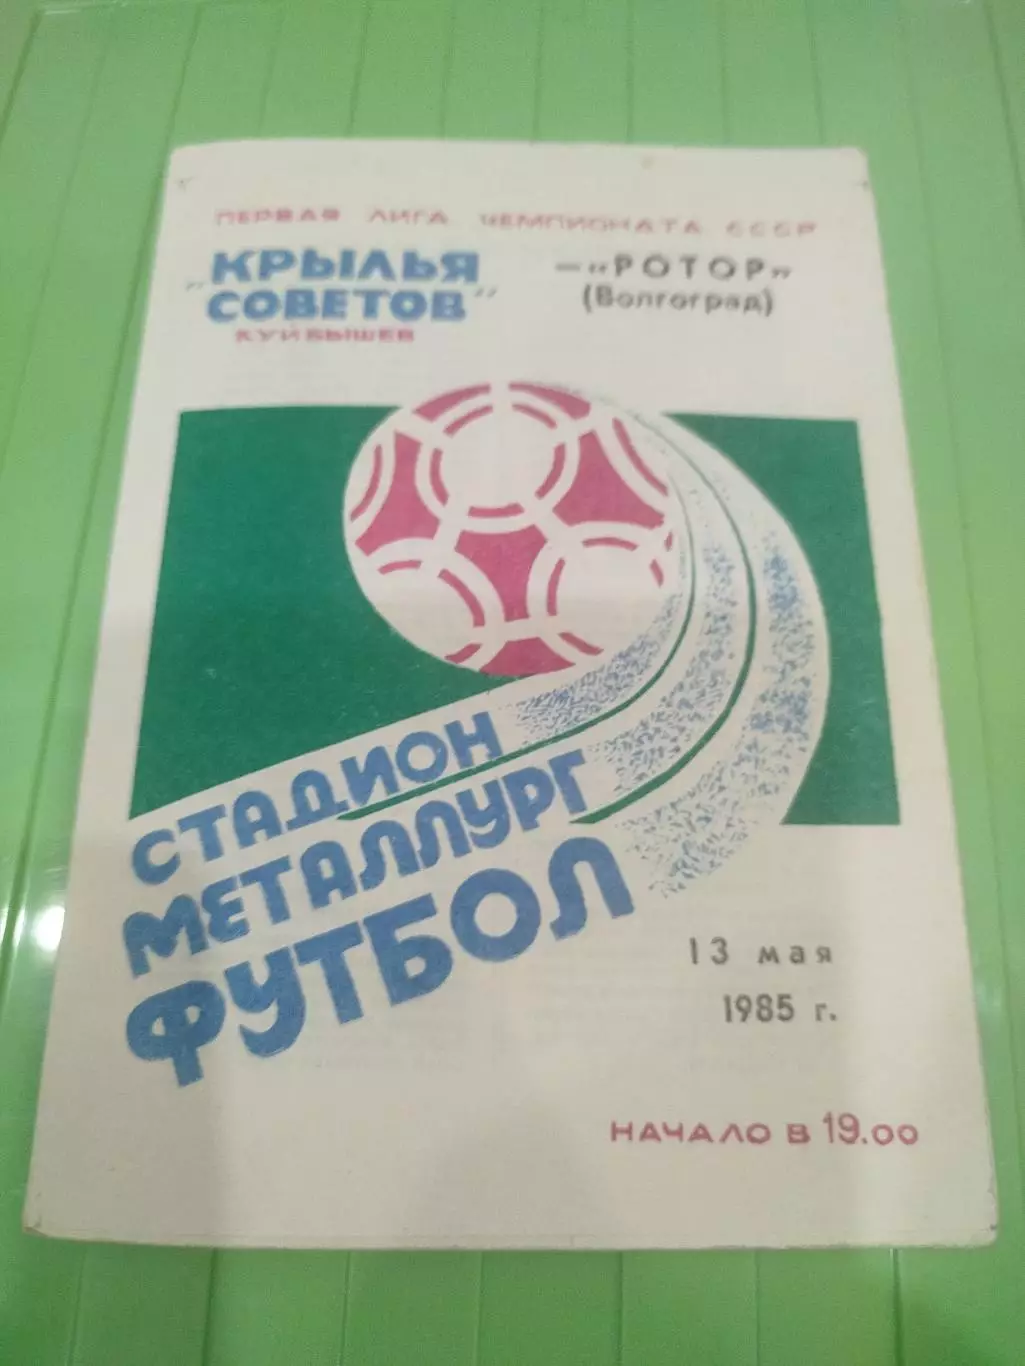 ПЕРВАЯ ЛИГА ЧЕМПИОНАТА СССР
"КРЫЛЬЯ СОВЕТОВ"
КУЙБЫШЕВ
—«РОТОР»
(Волгоград)
СТАДИОН
МЕТАЛЛУРГ
ФУТБОЛ
13 мая
1985 г.
НАЧАЛО В 19.00